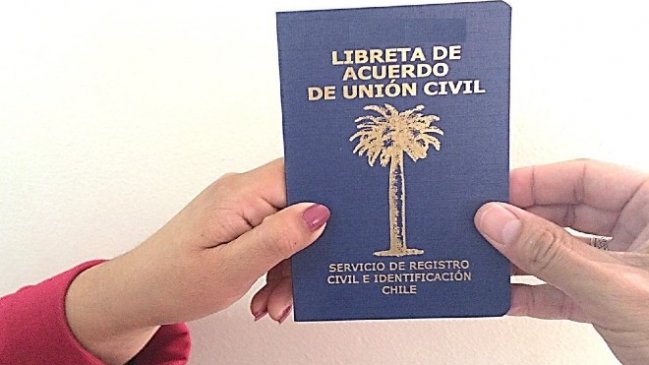 LIBRETA DE
ACUERDO
DE UNIÓN CIVIL
SERVICIO DE REGISTRO
CIVIL E IDENTIFICACIÓN
CHILE